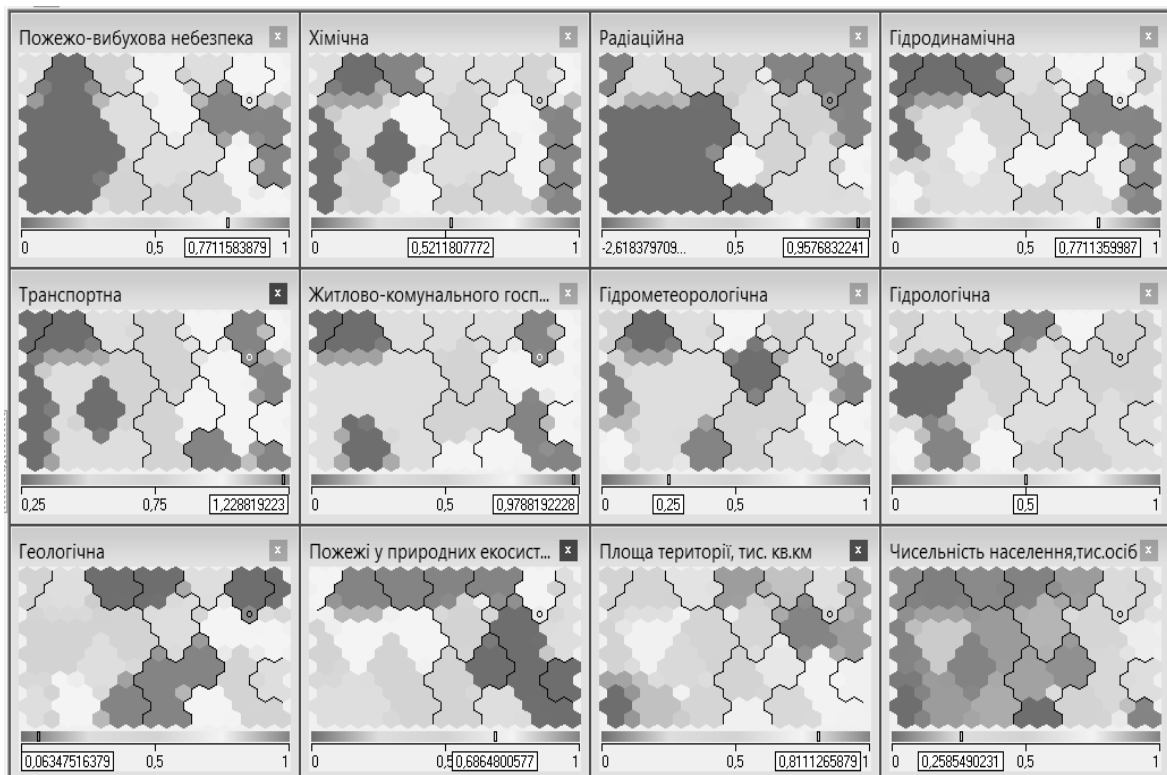 Пожежо-вибухова небезпека x
Хімічна x
Радіаційна x
Гідродинамічна x
0 0,5 0,7711583879 1
0 0,5211807772 1
-2,618379709... 0,5 0,9576832241
0 0,5 0,7711359987 1
Транспортна x
Житлово-комунального госп... x
Гідрометеорологічна x
Гідрологічна x
0,25 0,75 1,228819223
0 0,5 0,9788192228
0 0,25 0,5 1
0 0,5 1
Геологічна x
Пожежі у природних екосист... x
Площа території, тис. кв.км x
Чисельність населення,тис.осіб x
0,06347516379 0,5 1
0 0,5 0,6864800577 1
0 0,5 0,8111265879 1
0 0,2585490231 0,5 1